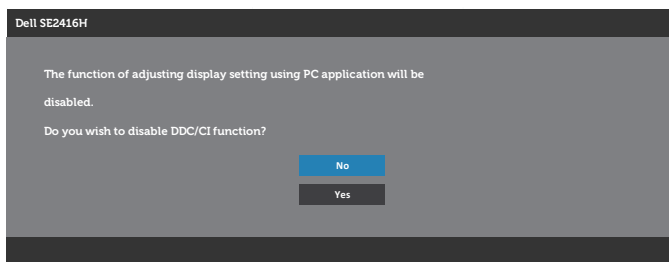 Dell SE2416H
The function of adjusting display setting using PC application will be
disabled.
Do you wish to disable DDC/CI function?
No
Yes